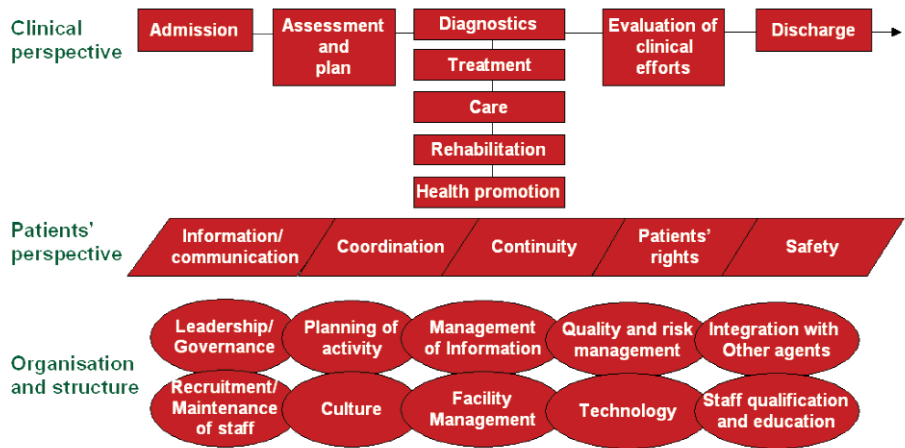 Clinical
perspective
Admission
Assessment
and
plan
Diagnostics
Treatment
Care
Rehabilitation
Health promotion
Evaluation of
clinical
efforts
Discharge
Patients'
perspective
Information/
communication
Coordination
Continuity
Patients'
rights
Safety
Organisation
and structure
Leadership/
Governance
Planning of
activity
Management
of Information
Quality and risk
management
Integration with
Other agents
Recruitment/
Maintenance
of staff
Culture
Facility
Management
Technology
Staff qualification
and education